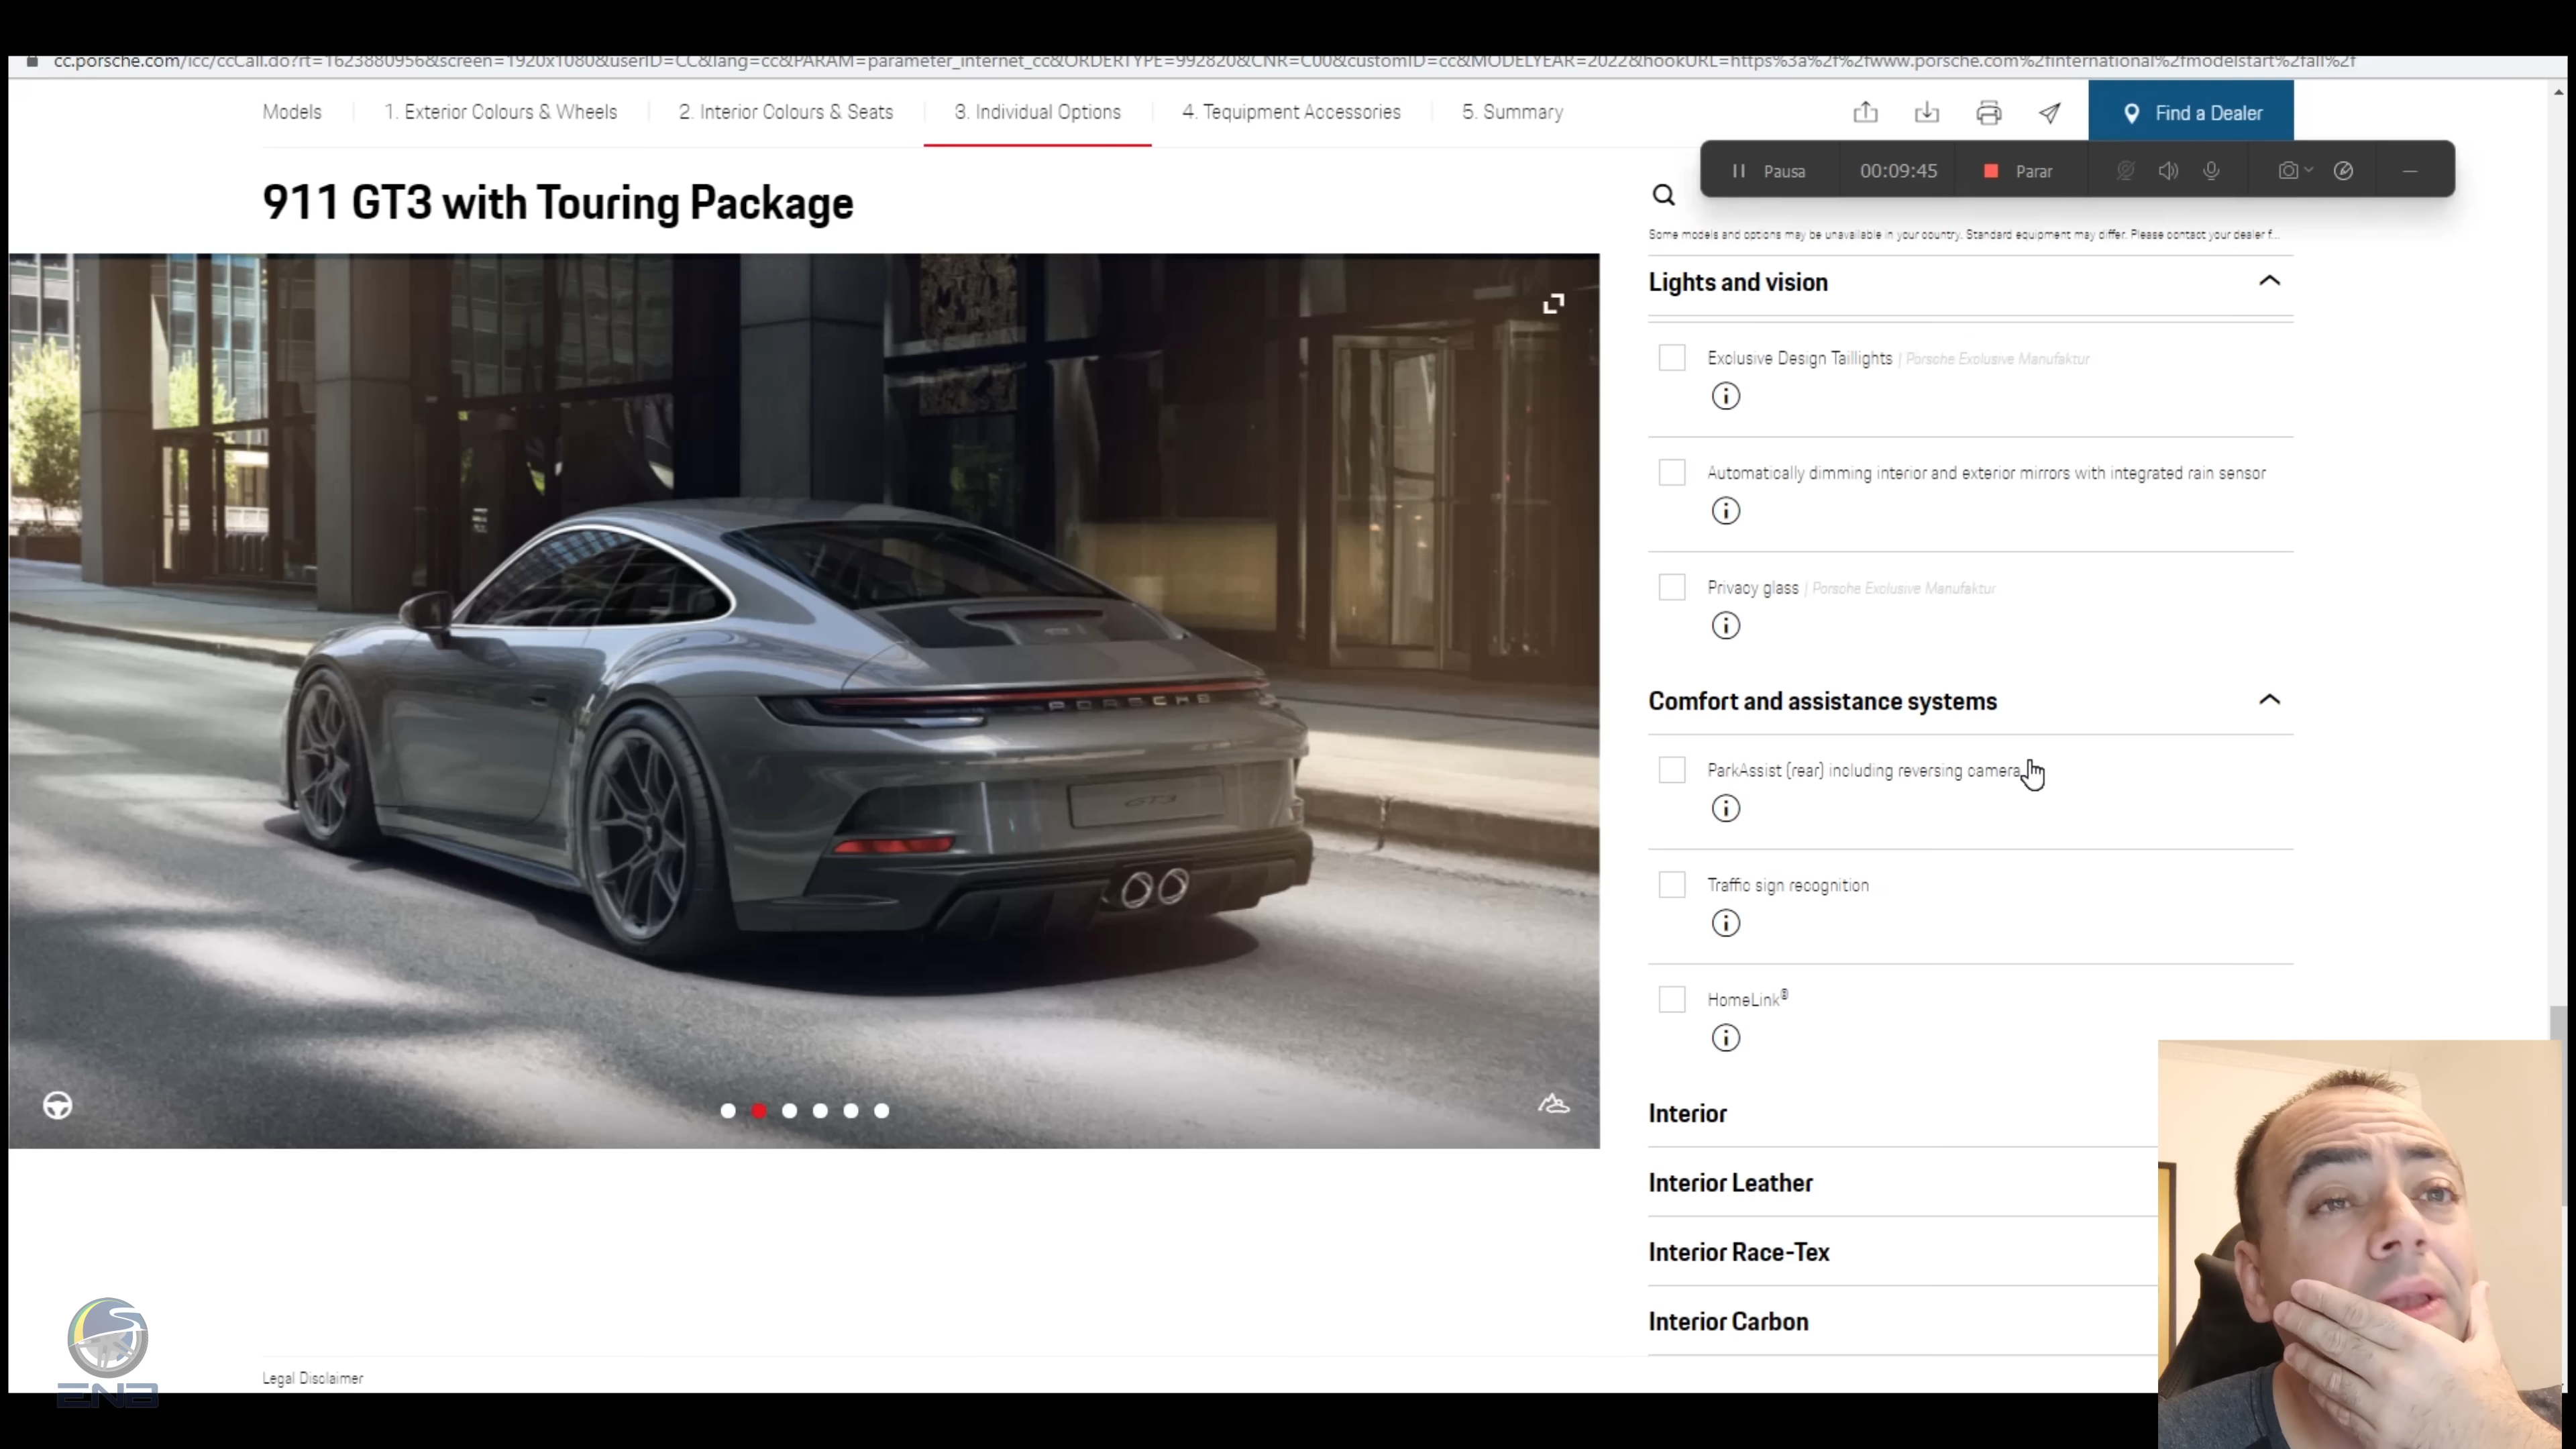 cc.porsche.com/icc/ccCall.do?rt=1623880956&screen=1920x1080&userID=CC&lang=cc&PARAM=parameter_internet_cc&ORDERTYPE=992820&CNR=C00&customID=cc&MODELYEAR=2022&hookURL=https%3a%2f%2fwww.porsche.com%2finternational%2fmodelstart%2fall%2f
Models
1. Exterior Colours & Wheels
2. Interior Colours & Seats
3. Individual Options
4. Tequipment Accessories
5. Summary
Find a Dealer
Pausa
00:09:45
Parar
911 GT3 with Touring Package
Some models and options may be unavailable in your country. Standard equipment may differ. Please contact your dealer f...
Lights and vision
Exclusive Design Taillights | Porsche Exclusive Manufaktur
Automatically dimming interior and exterior mirrors with integrated rain sensor
Privacy glass | Porsche Exclusive Manufaktur
PORSCHE
GT3
Comfort and assistance systems
ParkAssist (rear) including reversing camera
Traffic sign recognition
HomeLink®
Interior
Interior Leather
Interior Race-Tex
Interior Carbon
Legal Disclaimer
ENB